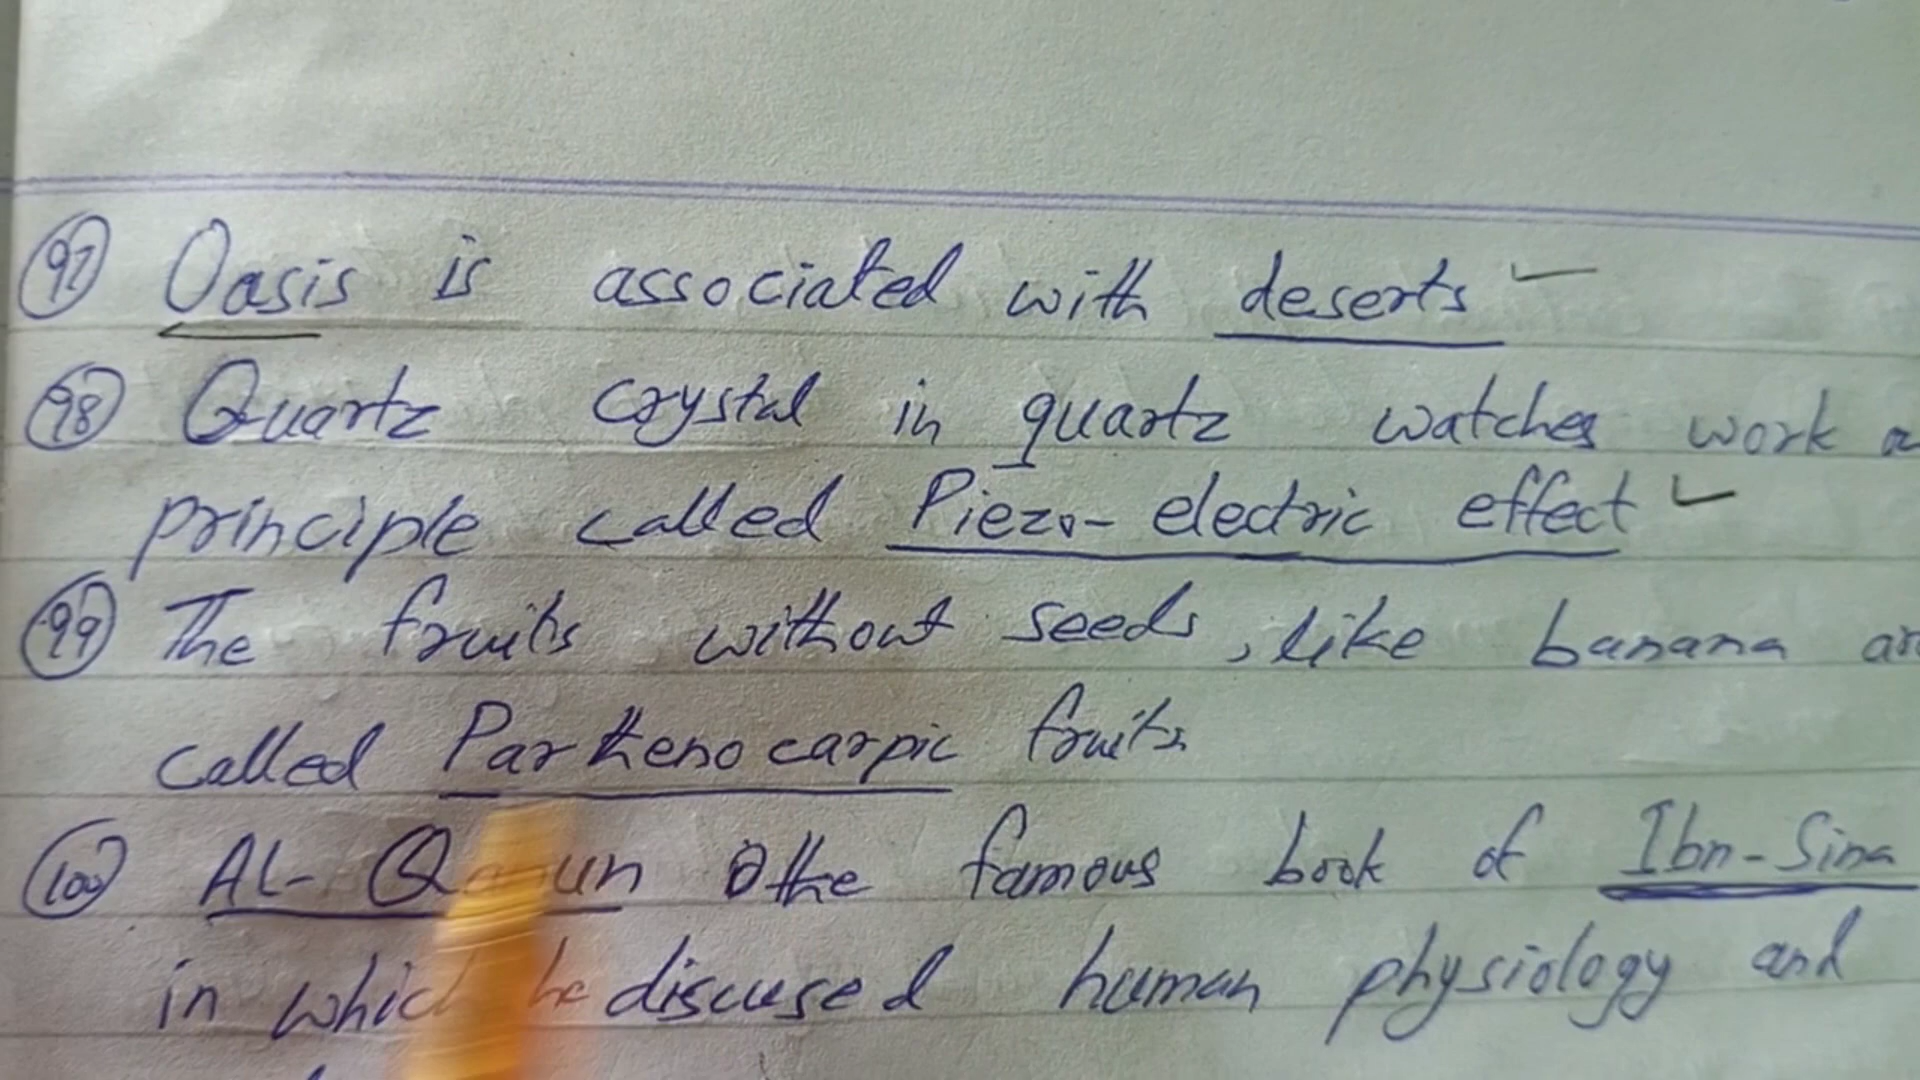 97 Oasis is associated with deserts
98 Quartz crystal in quartz watches work
principle called Piezo-electric effect
99 The fruits without seeds, like banana
called Parthenocarpic fruits
100 AL- the famous book of Ibn-Sina
in which he discused human physiology and